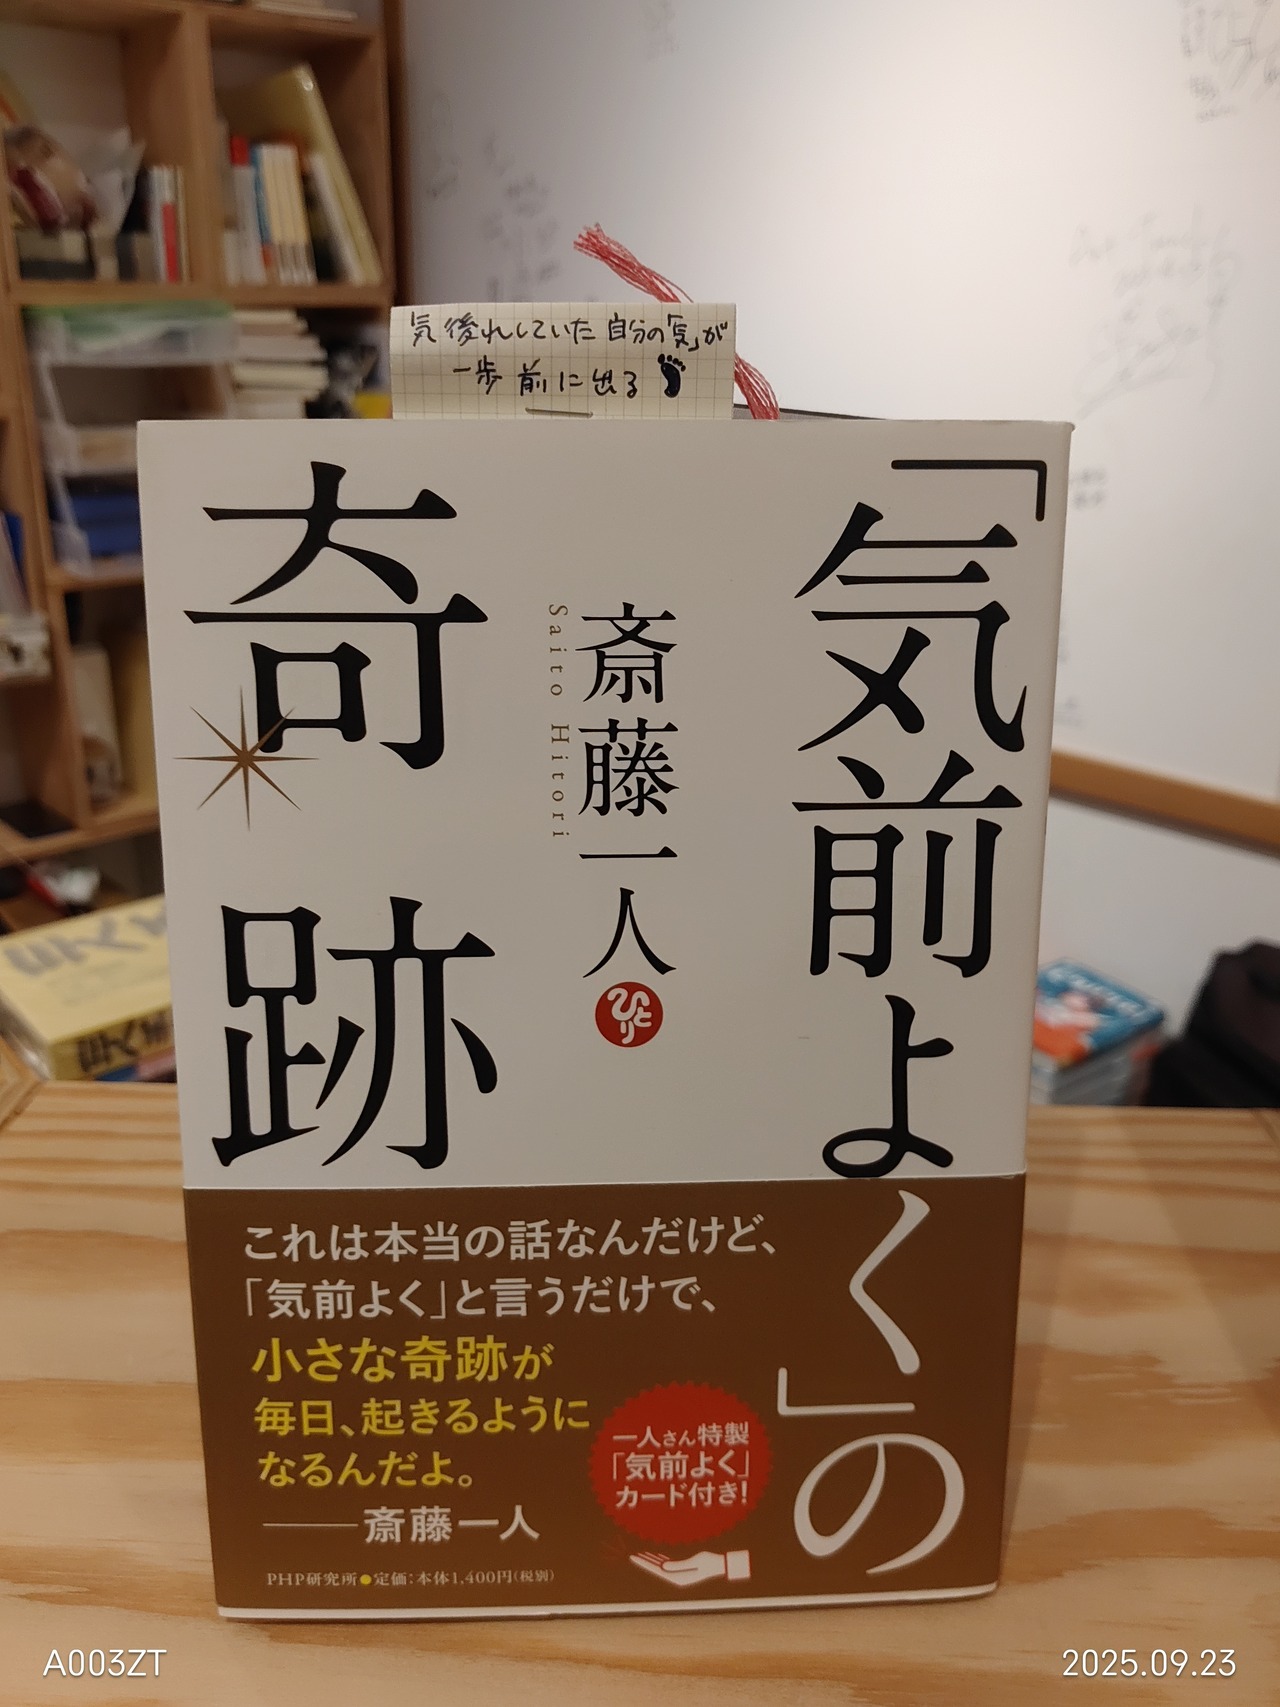 気後れしていた自分の「気」が
一歩前に出る
「気前よく」の
奇跡
斎藤一人
Saito Hitori
ひとり
これは本当の話なんだけど、
「気前よく」と言うだけで、
小さな奇跡が
毎日、起きるように
なるんだよ。
——斎藤一人
一人さん特製
「気前よく」
カード付き!
PHP研究所●定価:本体1,400円(税別)
A003ZT
2025.09.23